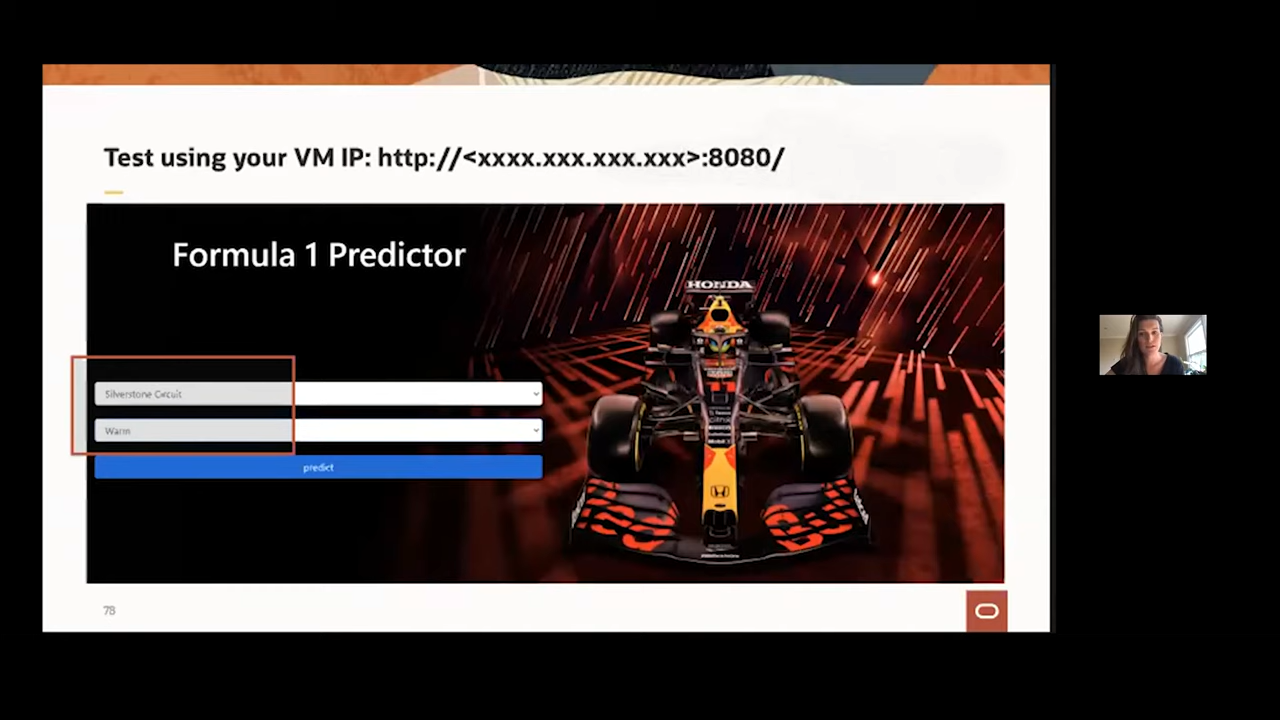 Test using your VM IP: http://<xxxx.xxx.xxx.xxx>:8080/
Formula 1 Predictor
HONDA
Silverstone Circuit
Warm
predict
78